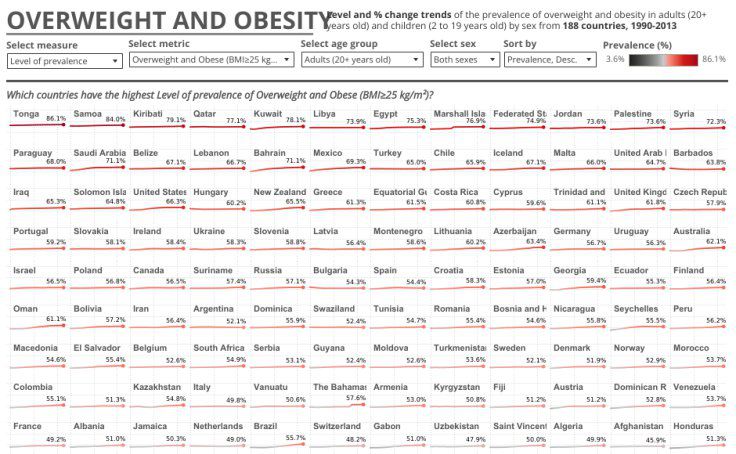 OVERWEIGHT AND OBESITY
Level and % change trends of the prevalence of overweight and obesity in adults (20+
years old) and children (2 to 19 years old) by sex from 188 countries, 1990-2013
Select measure Select metric Select age group Select sex Sort by Prevalence (%)
Level of prevalence Overweight and Obese (BMI≥25 kg... Adults (20+ years old) Both sexes Prevalence, Desc. 3.6% 86.1%
Which countries have the highest Level of prevalence of Overweight and Obese (BMI≥25 kg/m²)?
Tonga Samoa Kiribati Qatar Kuwait Libya Egypt Marshall Isla Federated St Jordan Palestine Syria
86.1% 84.0% 79.1% 77.1% 78.1% 73.9% 75.3% 76.9% 74.9% 73.6% 73.6% 72.3%
Paraguay Saudi Arabia Belize Lebanon Bahrain Mexico Turkey Chile Iceland Malta United Arab Barbados
68.0% 71.1% 67.1% 66.7% 71.1% 69.3% 65.0% 65.9% 67.1% 66.0% 64.7% 63.8%
Iraq Solomon Isla United States Hungary New Zealand Greece Equatorial Gu Costa Rica Cyprus Trinidad and United Kingd Czech Repub
65.3% 64.8% 66.3% 60.2% 65.5% 61.3% 61.5% 60.8% 59.6% 61.1% 61.8% 57.9%
Portugal Slovakia Ireland Ukraine Slovenia Latvia Montenegro Lithuania Azerbaijan Germany Uruguay Australia
59.2% 58.1% 58.4% 58.3% 58.8% 56.4% 58.6% 60.2% 63.4% 56.7% 56.3% 62.1%
Israel Poland Canada Suriname Russia Bulgaria Spain Croatia Estonia Georgia Ecuador Finland
56.5% 56.8% 56.5% 57.4% 57.1% 54.3% 54.4% 58.3% 57.0% 59.4% 55.3% 56.4%
Oman Bolivia Iran Argentina Dominica Swaziland Tunisia Romania Bosnia and H Nicaragua Seychelles Peru
61.1% 57.2% 56.4% 52.1% 55.9% 52.4% 54.7% 55.4% 54.6% 55.8% 55.5% 56.2%
Macedonia El Salvador Belgium South Africa Serbia Guyana Moldova Turkmenista Sweden Denmark Norway Morocco
54.6% 55.4% 52.6% 54.9% 53.1% 52.4% 52.6% 53.6% 52.1% 51.9% 52.9% 53.7%
Colombia Kazakhstan Italy Vanuatu The Bahamas Armenia Kyrgyzstan Fiji Austria Dominican R Venezuela
55.1% 51.3% 54.8% 49.8% 50.6% 57.6% 53.0% 50.8% 51.2% 51.2% 52.8% 53.7%
France Albania Jamaica Netherlands Brazil Switzerland Gabon Uzbekistan Saint Vincent Algeria Afghanistan Honduras
49.2% 51.0% 50.3% 49.0% 55.7% 48.2% 51.0% 47.9% 50.0% 49.9% 45.9% 51.3%